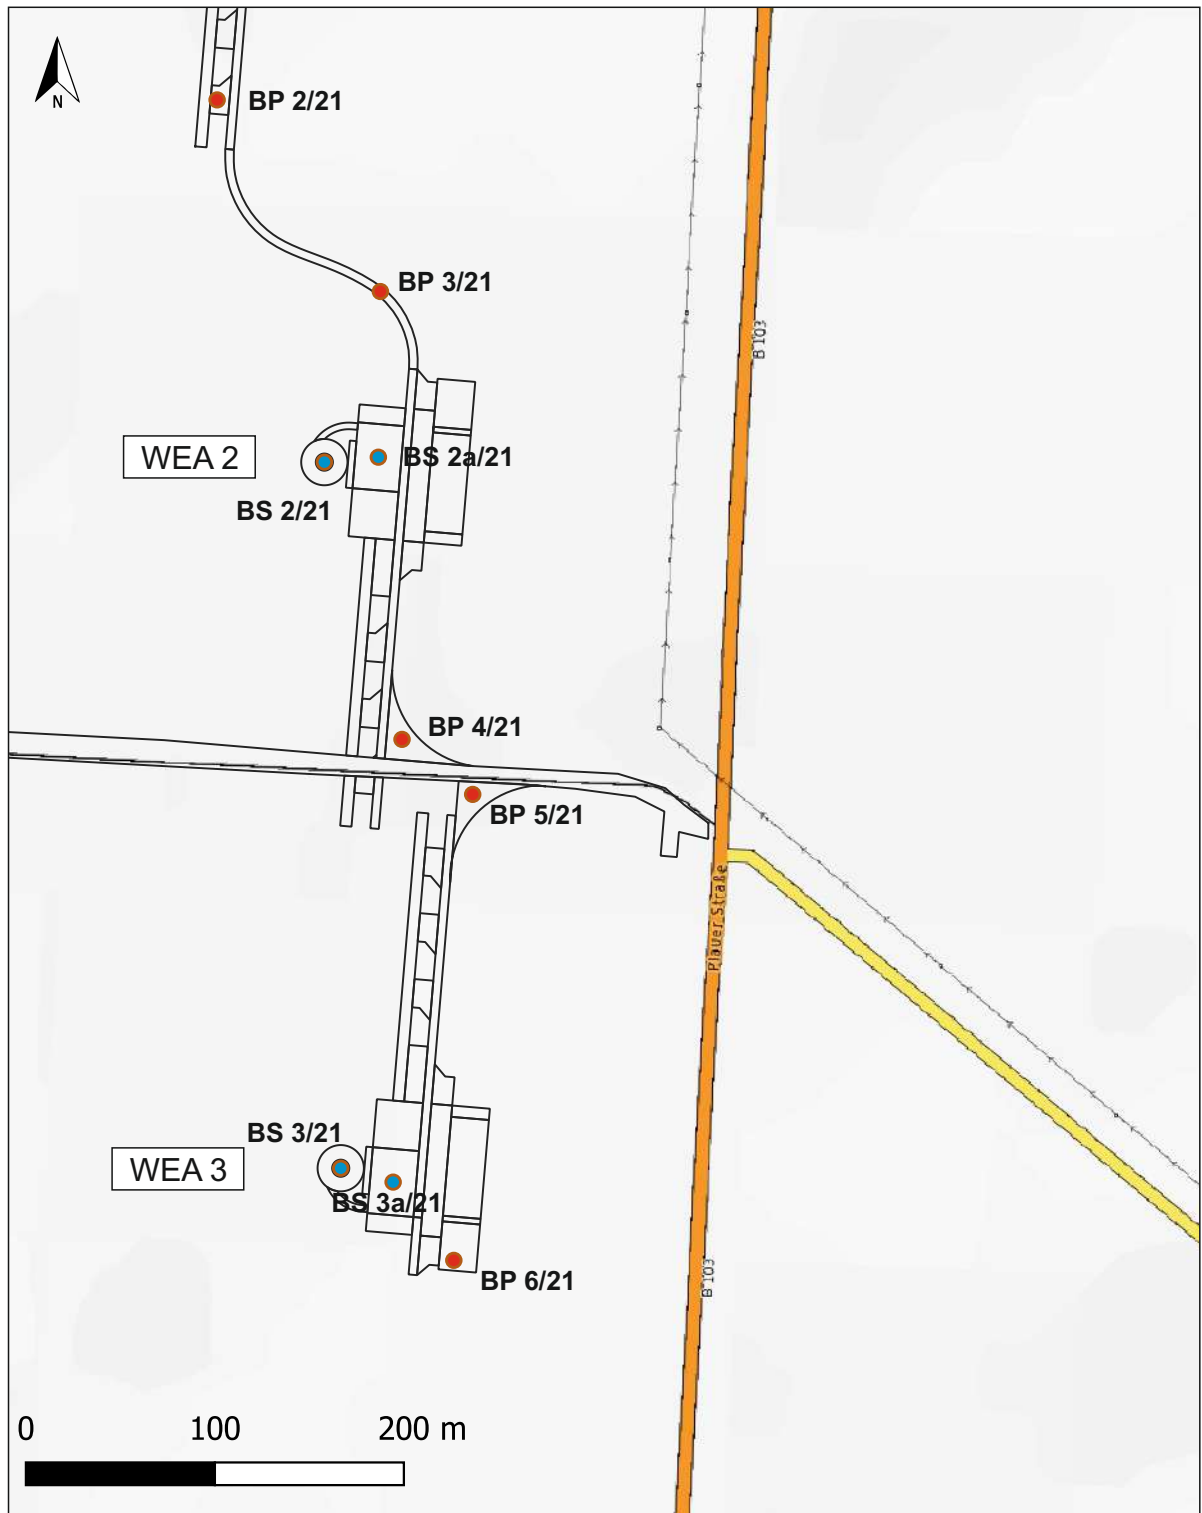 N
BP 2/21
BP 3/21
B 103
WEA 2
BS 2a/21
BS 2/21
BP 4/21
BP 5/21
Plauer Straße
BS 3/21
WEA 3
BS 3a/21
BP 6/21
B 103
0 100 200 m